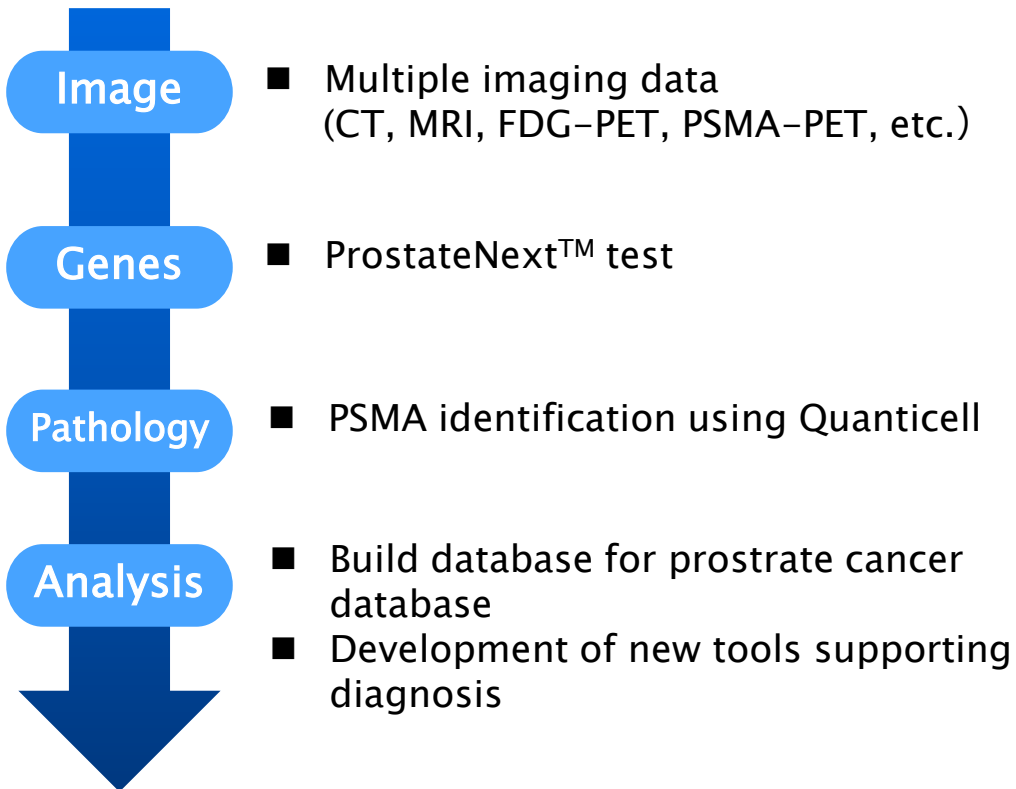 Image
■ Multiple imaging data
(CT, MRI, FDG-PET, PSMA-PET, etc.)
Genes
■ ProstateNext™ test
Pathology
■ PSMA identification using Quanticell
Analysis
■ Build database for prostrate cancer
database
■ Development of new tools supporting
diagnosis